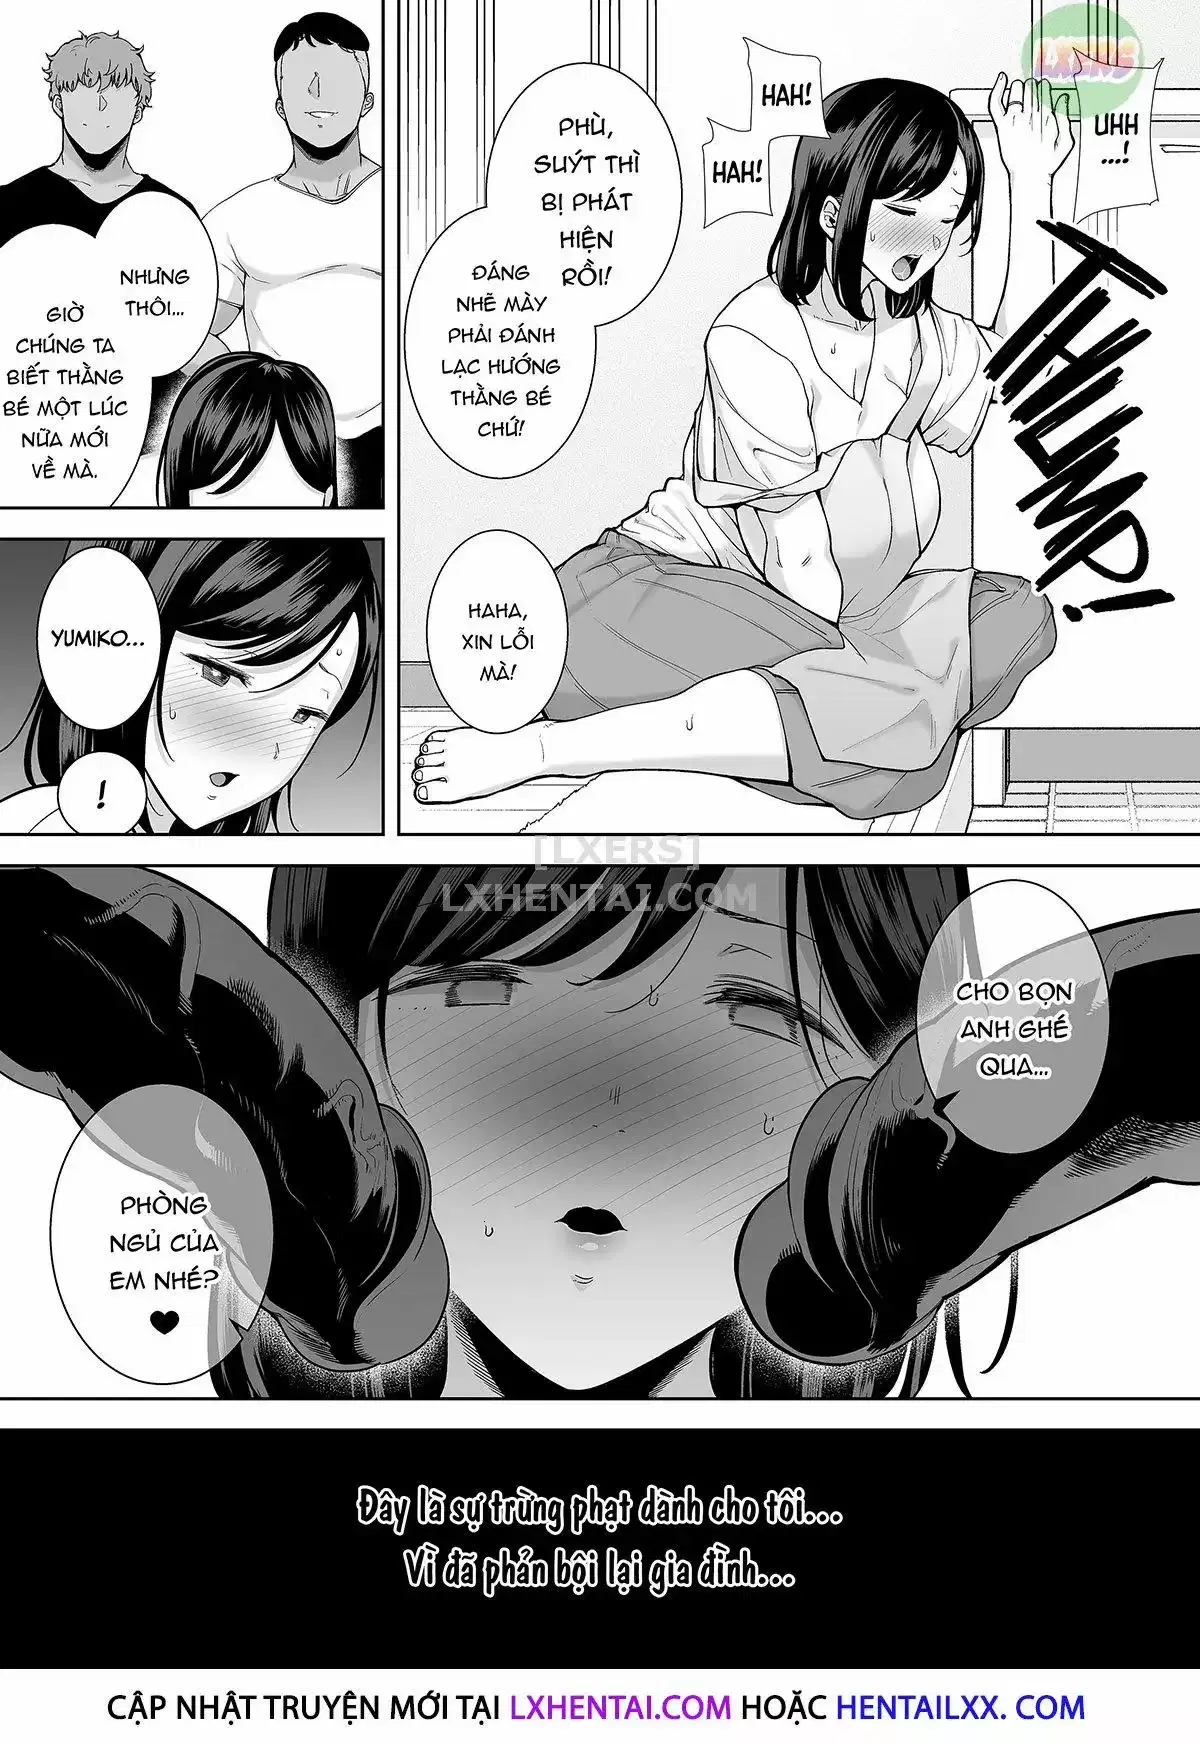 LXERS
UHH
....!
HAH!
HAH!
PHÙ,
SUÝT THÌ
BỊ PHÁT
HIỆN
RỒI!
ĐÁNG
NHẼ MÀY
PHẢI ĐÁNH
LẠC HƯỚNG
THẰNG BÉ
CHỨ!
THUMP!
HAHA,
XIN LỖI
MÀ!
NHƯNG
THÔI...
GIỜ
CHÚNG TA
BIẾT THẰNG
BÉ MỘT LÚC
NỮA MỚI
VỀ MÀ.
YUMIKO...
!
[LXERS]
LXHENTAI.COM
CHO BỌN
ANH GHÉ
QUA...
PHÒNG
NGỦ CỦA
EM NHÉ?
♥
Đây là sự trừng phạt dành cho tôi...
Vì đã phản bội lại gia đình...
CẬP NHẬT TRUYỆN MỚI TẠI LXHENTAI.COM HOẶC HENTAILXX. COM